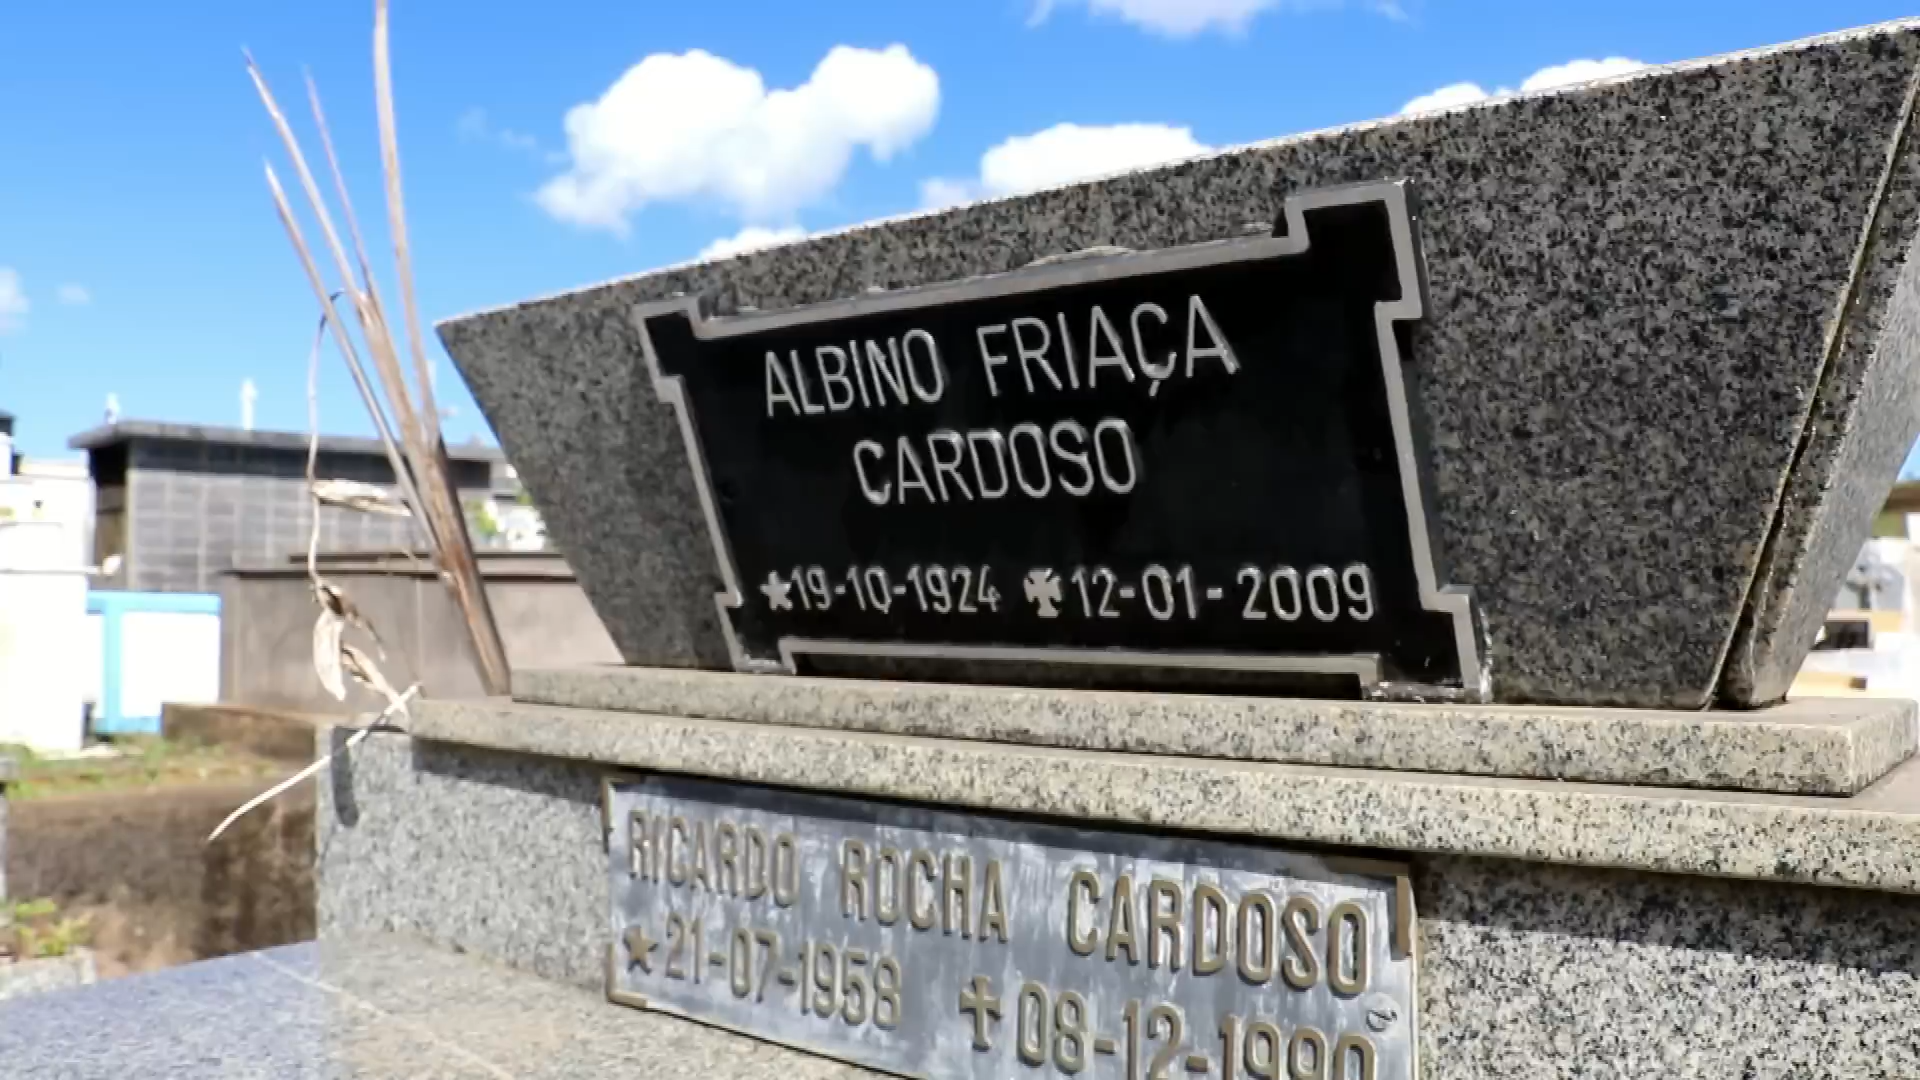 ALBINO FRIAÇA
CARDOSO
★19-10-1924 ✠12-01-2009
RICARDO ROCHA CARDOSO
★21-07-1958 ✝08-12-1990